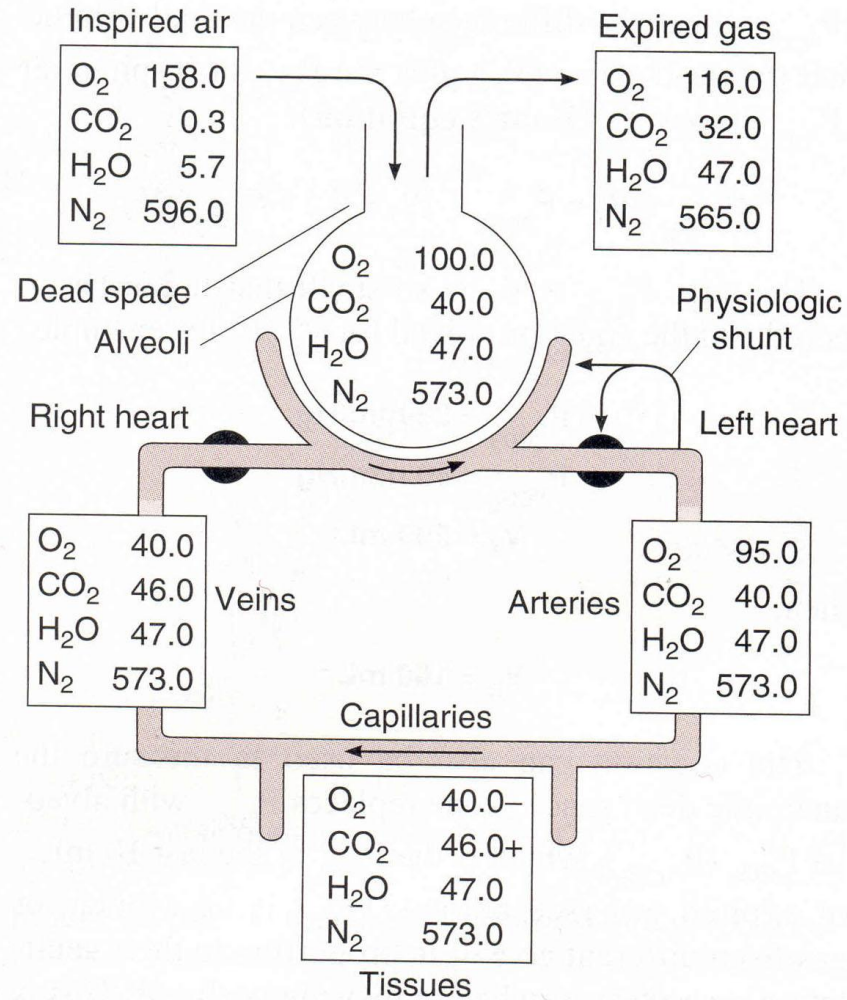 Inspired air
O₂ 158.0
CO₂ 0.3
H₂O 5.7
N₂ 596.0
Expired gas
O₂ 116.0
CO₂ 32.0
H₂O 47.0
N₂ 565.0
O₂ 100.0
CO₂ 40.0
H₂O 47.0
N₂ 573.0
Dead space
Alveoli
Physiologic
shunt
Right heart
Left heart
O₂ 40.0
CO₂ 46.0
H₂O 47.0
N₂ 573.0
Veins
Arteries
O₂ 95.0
CO₂ 40.0
H₂O 47.0
N₂ 573.0
Capillaries
O₂ 40.0–
CO₂ 46.0+
H₂O 47.0
N₂ 573.0
Tissues